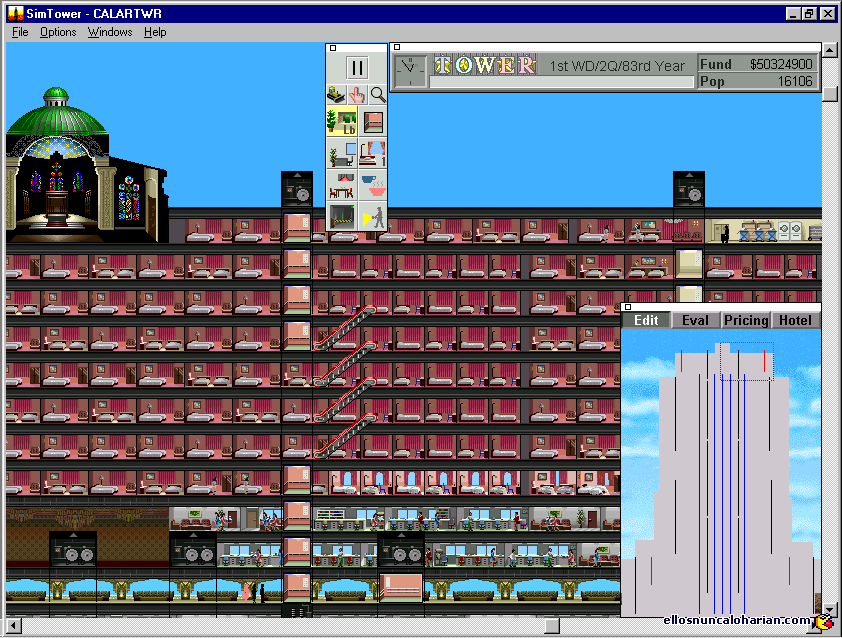 SimTower - CALARTWR
File Options Windows Help
TOWER 1st WD/2Q/83rd Year
Fund $50324900
Pop 16106
Lb
1
Edit Eval Pricing Hotel
ellosnuncaloharian.com